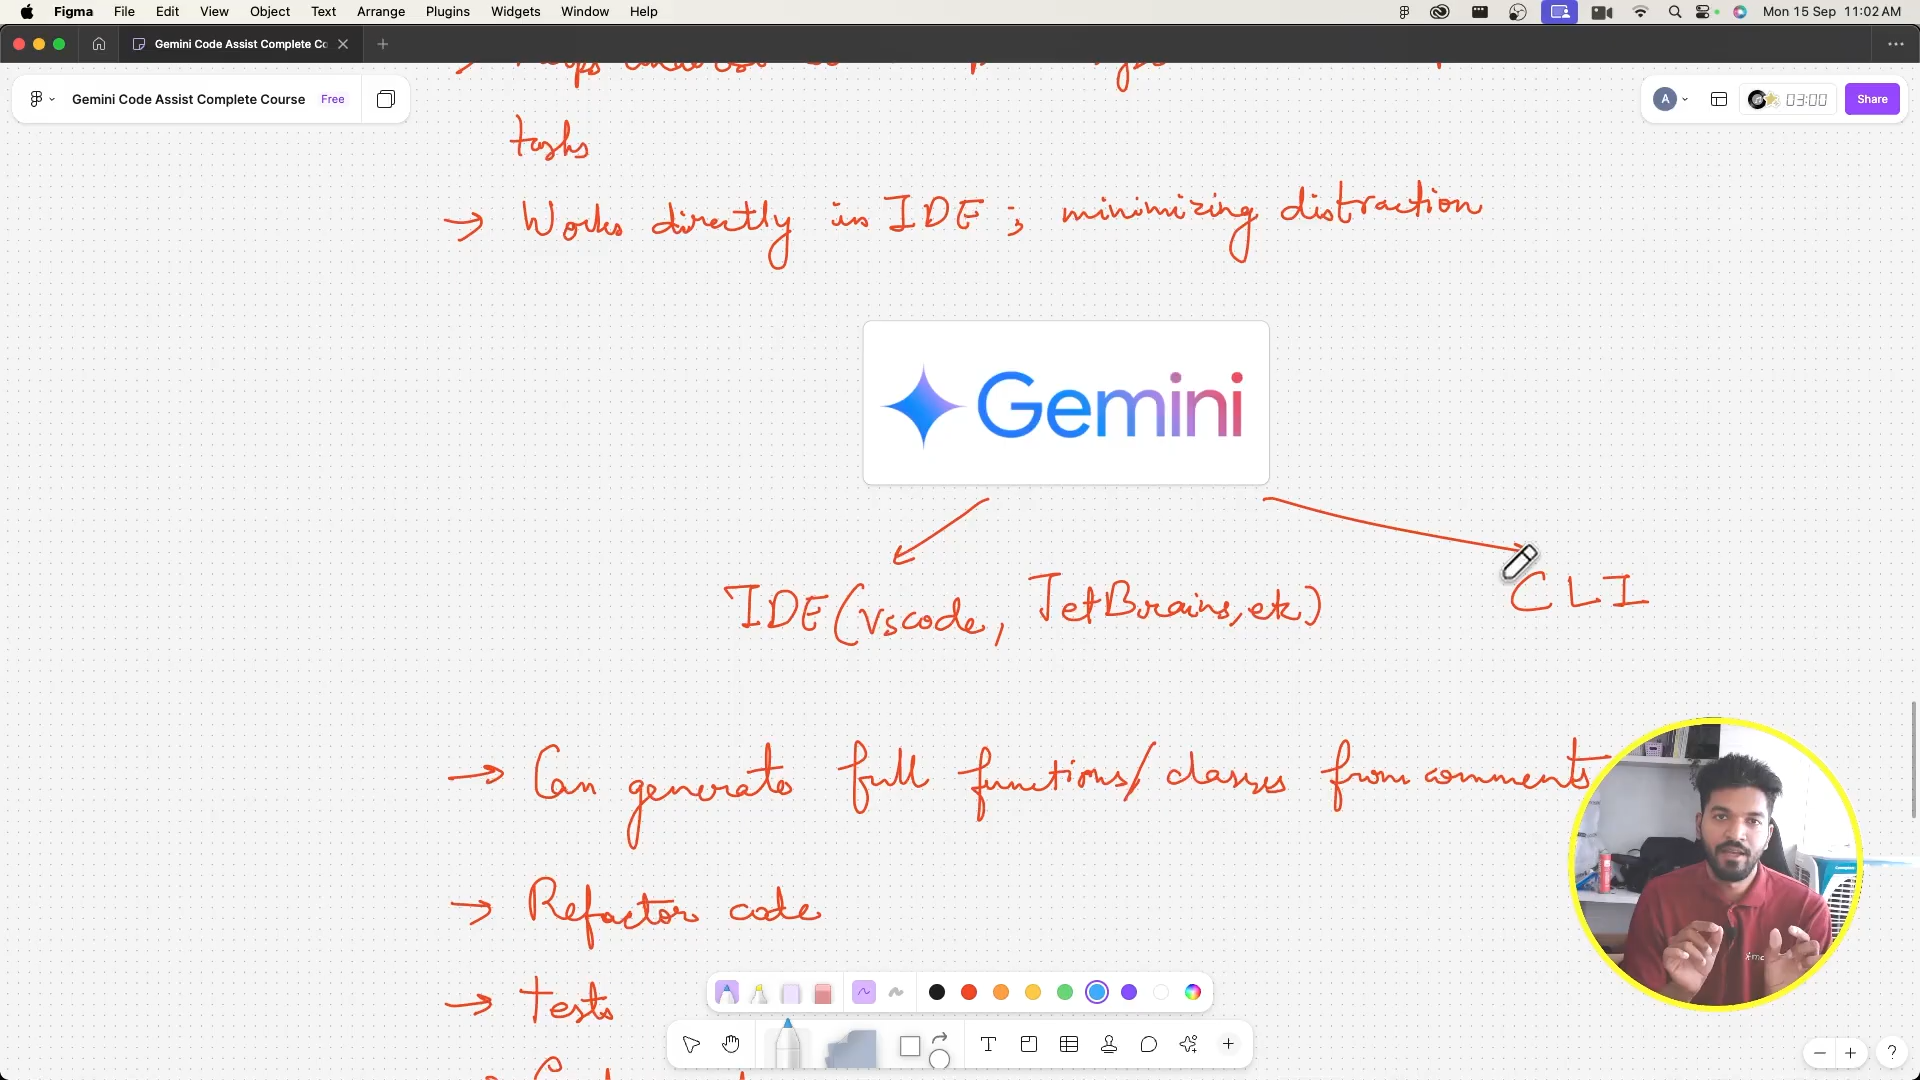 Figma File Edit View Object Text Arrange Plugins Widgets Window Help Mon 15 Sep 11:02 AM
Gemini Code Assist Complete Co
Gemini Code Assist Complete Course Free
A 03:00 Share
tasks
→ Works directly in IDE ; minimizing distraction
Gemini
IDE (Vscode, JetBrains, etc)
CLI
→ Can generate full functions/classes from comments
→ Refactor code
→ Tests